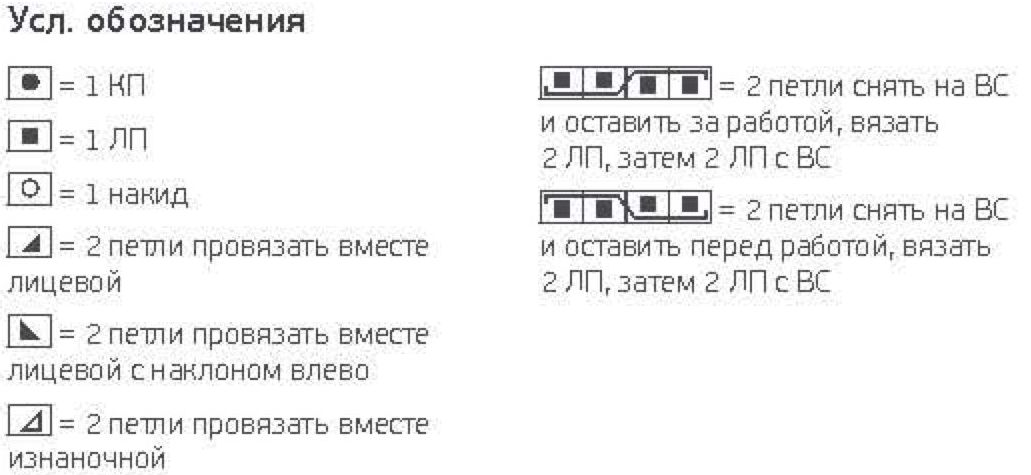 Усл. обозначения
= 1 КП
= 1 ЛП
= 1 накид
= 2 петли провязать вместе
лицевой
= 2 петли провязать вместе
лицевой с наклоном влево
= 2 петли провязать вместе
изнаночной
= 2 петли снять на ВС
и оставить за работой, вязать
2 ЛП, затем 2 ЛП с ВС
= 2 петли снять на ВС
и оставить перед работой, вязать
2 ЛП, затем 2 ЛП с ВС